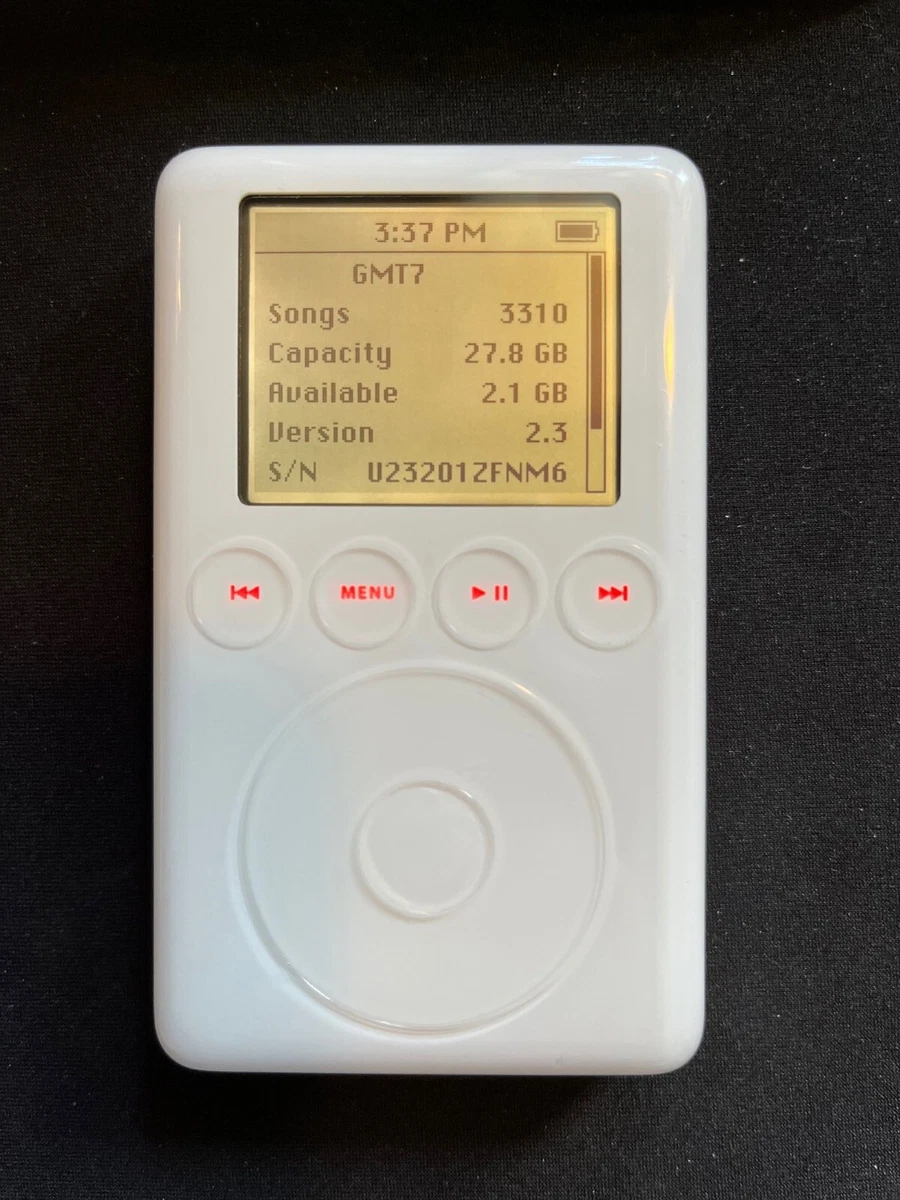 3:37 PM
GMT7
Songs 3310
Capacity 27.8 GB
Available 2.1 GB
Version 2.3
S/N U23201ZFNM6
MENU